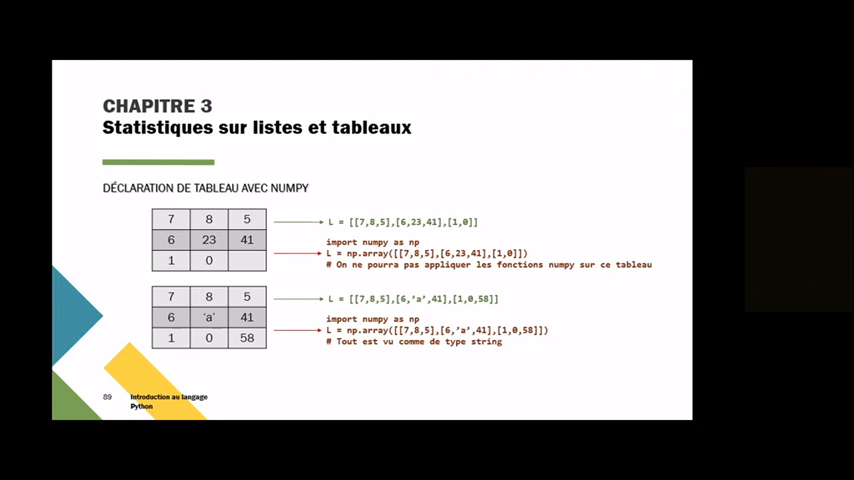 CHAPITRE 3
Statistiques sur listes et tableaux
DÉCLARATION DE TABLEAU AVEC NUMPY
7 8 5
6 23 41
1 0
L = [[7,8,5],[6,23,41],[1,0]]
import numpy as np
L = np.array([[7,8,5],[6,23,41],[1,0]])
# On ne pourra pas appliquer les fonctions numpy sur ce tableau
7 8 5
6 'a' 41
1 0 58
L = [[7,8,5],[6,'a',41],[1,0,58]]
import numpy as np
L = np.array([[7,8,5],[6,'a',41],[1,0,58]])
# Tout est vu comme de type string
89 Introduction au langage
Python